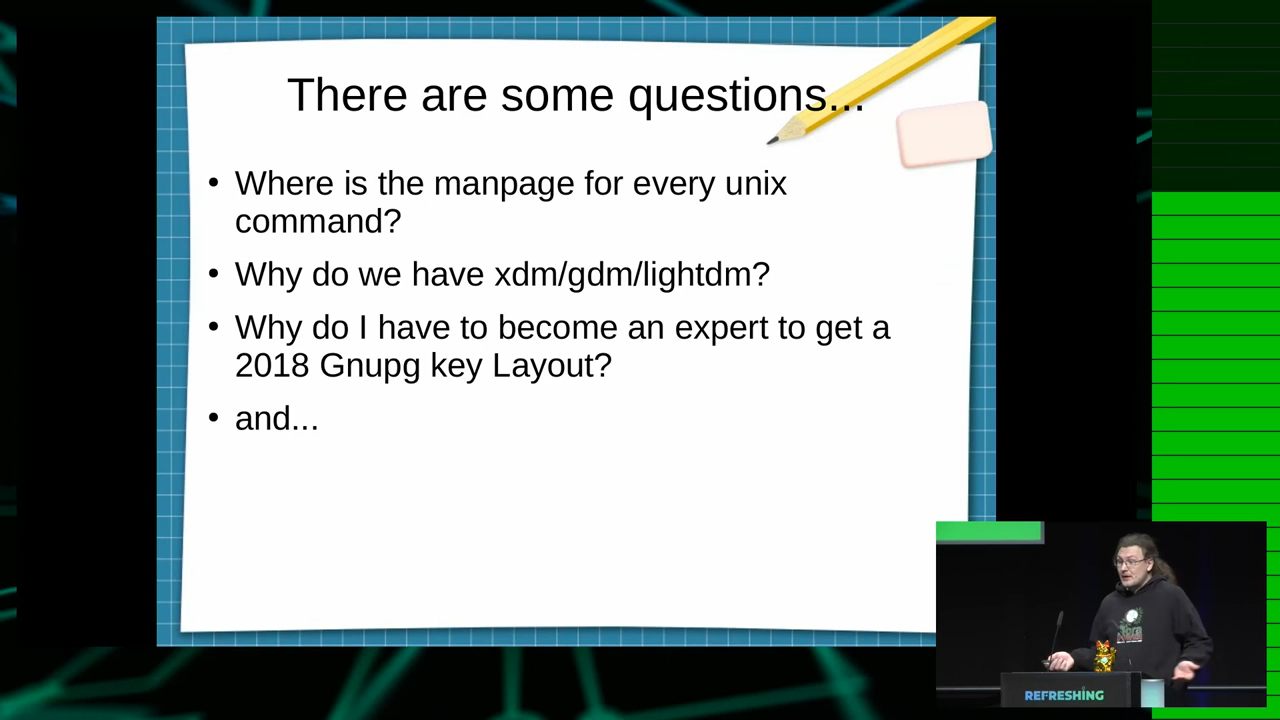 There are some questions...
• Where is the manpage for every unix
command?
• Why do we have xdm/gdm/lightdm?
• Why do I have to become an expert to get a
2018 Gnupg key Layout?
• and...
REFRESHING